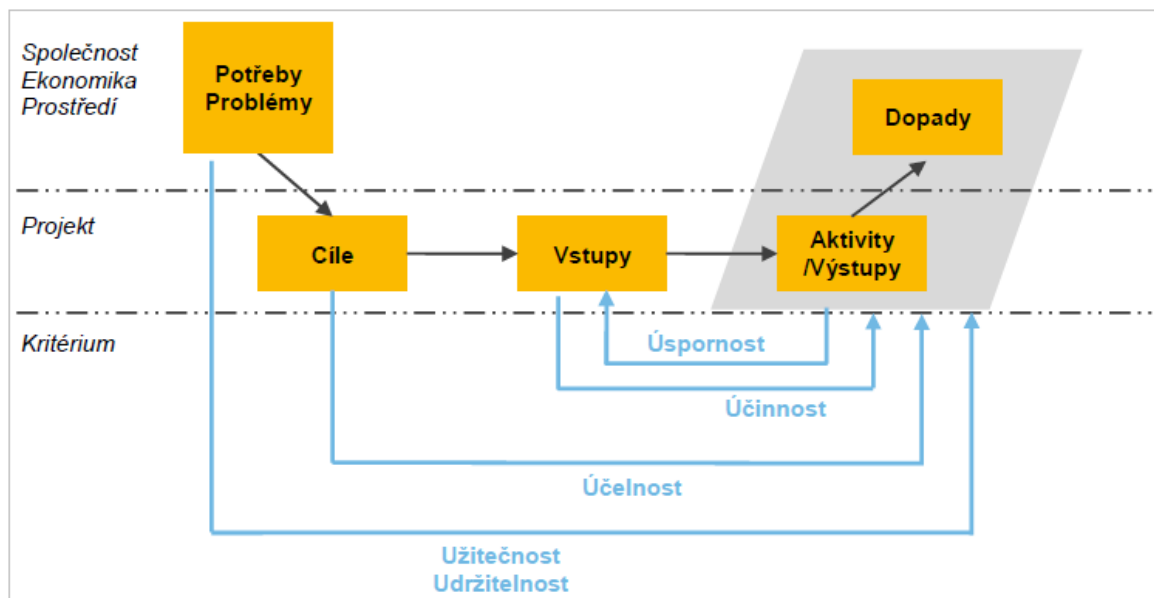 Společnost
Ekonomika
Prostředí
Potřeby
Problémy
Dopady
Projekt
Cíle
Vstupy
Aktivity
/Výstupy
Kritérium
Úspornost
Účinnost
Účelnost
Užitečnost
Udržitelnost